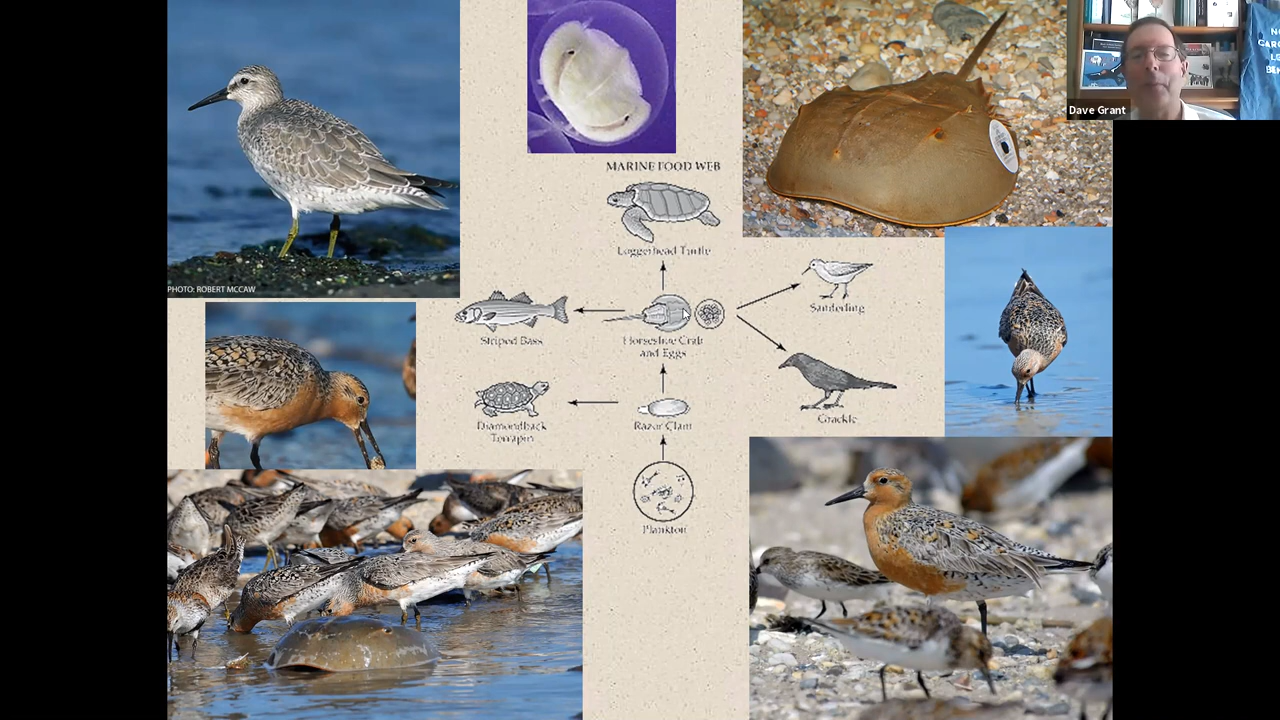 Dave Grant
MARINE FOOD WEB
Loggerhead Turtle
PHOTO: ROBERT MCCAW
Sanderling
Striped Bass
Horseshoe Crab
and Eggs
Grackle
Diamondback
Terrapin
Razor Clam
Plankton